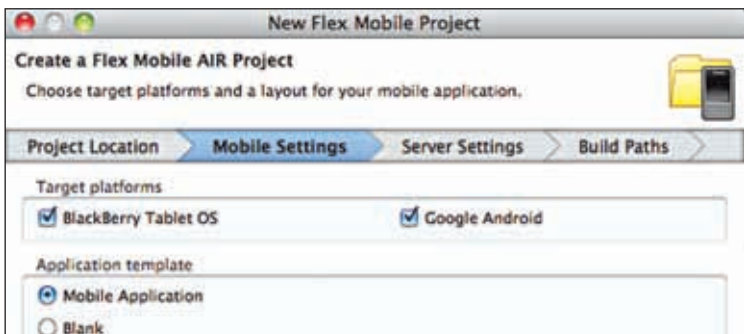 New Flex Mobile Project
Create a Flex Mobile AIR Project
Choose target platforms and a layout for your mobile application.
Project Location Mobile Settings Server Settings Build Paths
Target platforms
BlackBerry Tablet OS Google Android
Application template
Mobile Application
Blank